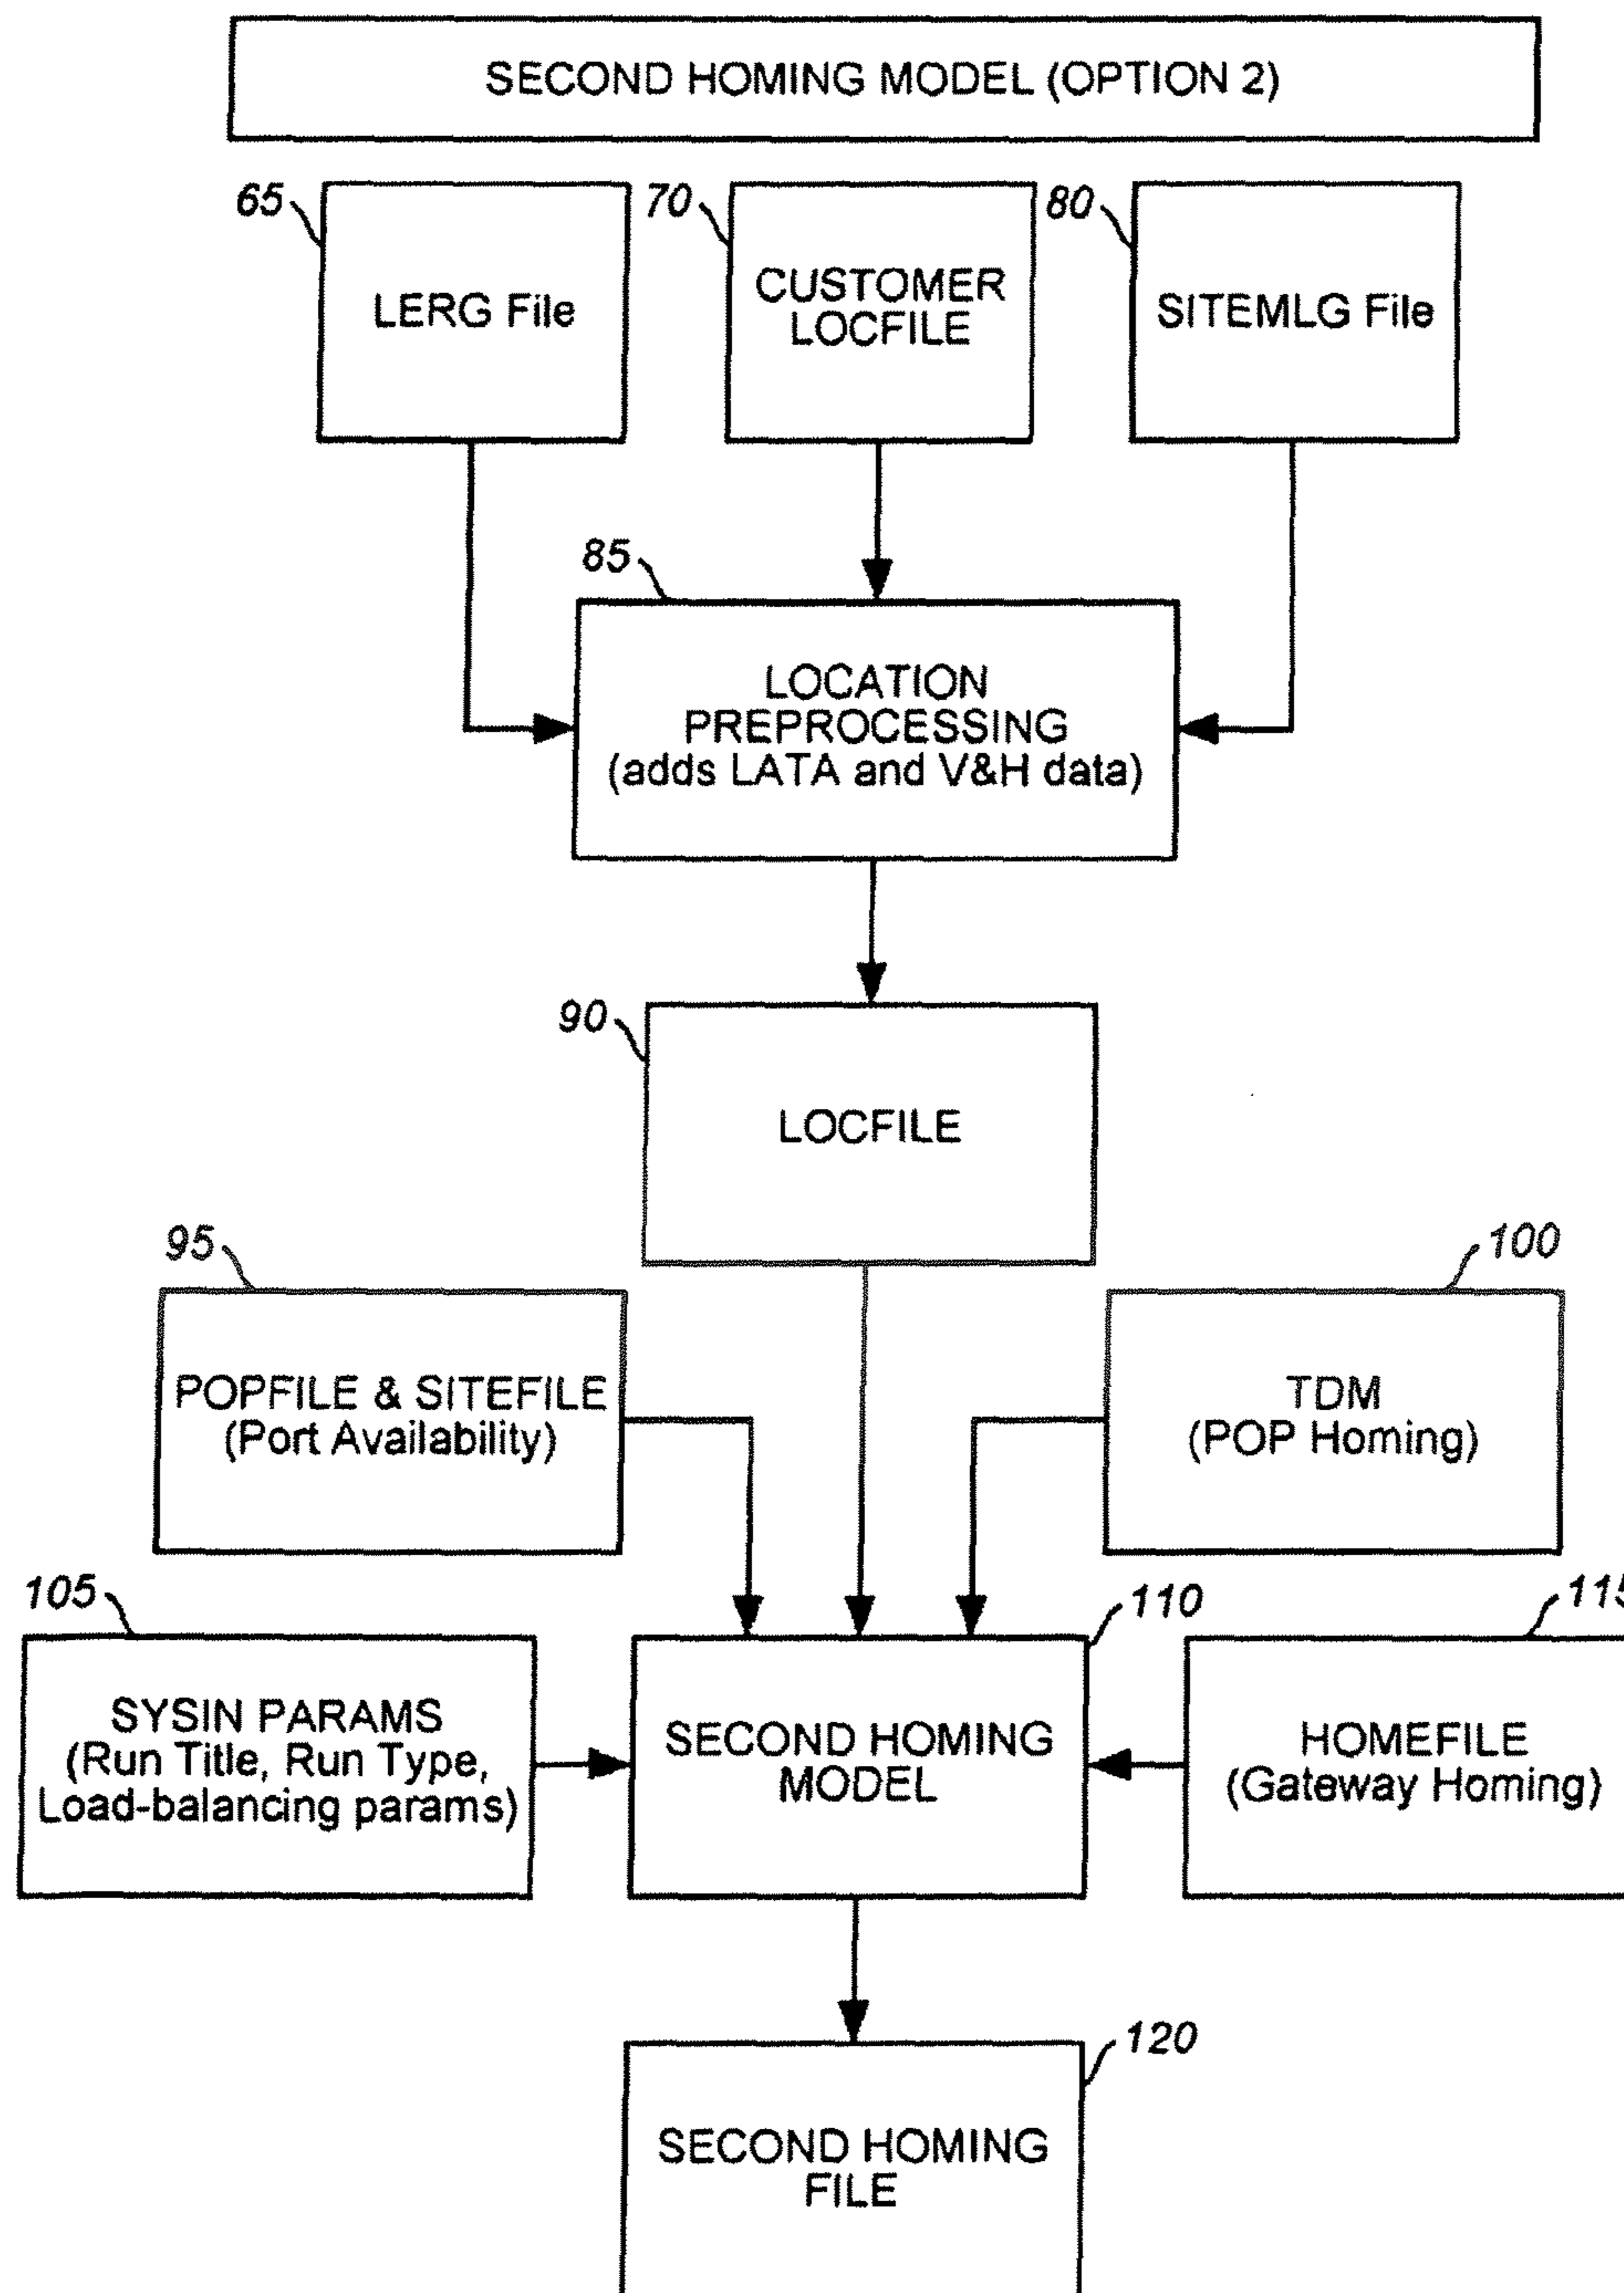 SECOND HOMING MODEL (OPTION 2)
65
70
80
LERG File
CUSTOMER
LOCFILE
SITEMLG File
85
LOCATION
PREPROCESSING
(adds LATA and V&H data)
90
LOCFILE
95
100
POPFILE & SITEFILE
(Port Availability)
TDM
(POP Homing)
105
110
115
SYSIN PARAMS
(Run Title, Run Type,
Load-balancing params)
SECOND HOMING
MODEL
HOMEFILE
(Gateway Homing)
120
SECOND HOMING
FILE